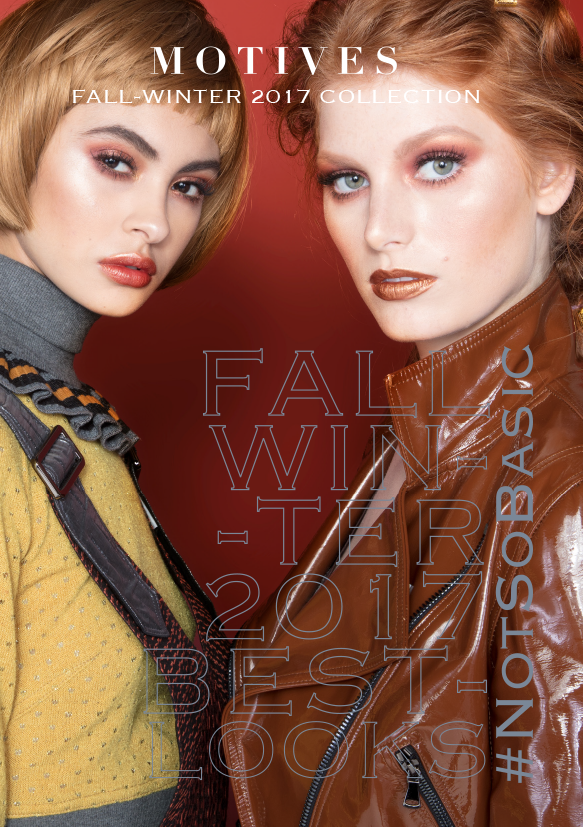 MOTIVES
FALL-WINTER 2017 COLLECTION
FALL
WIN-
-TER
2017
BEST-
LOOKS
#NOTSOBASIC